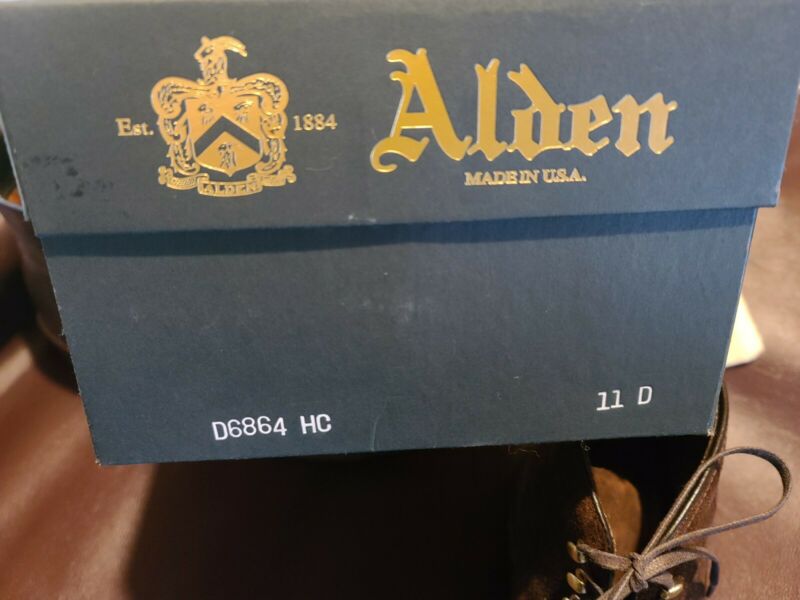 Est. 1884
ALDEN
Alden
MADE IN U.S.A.
D6864 HC
11 D